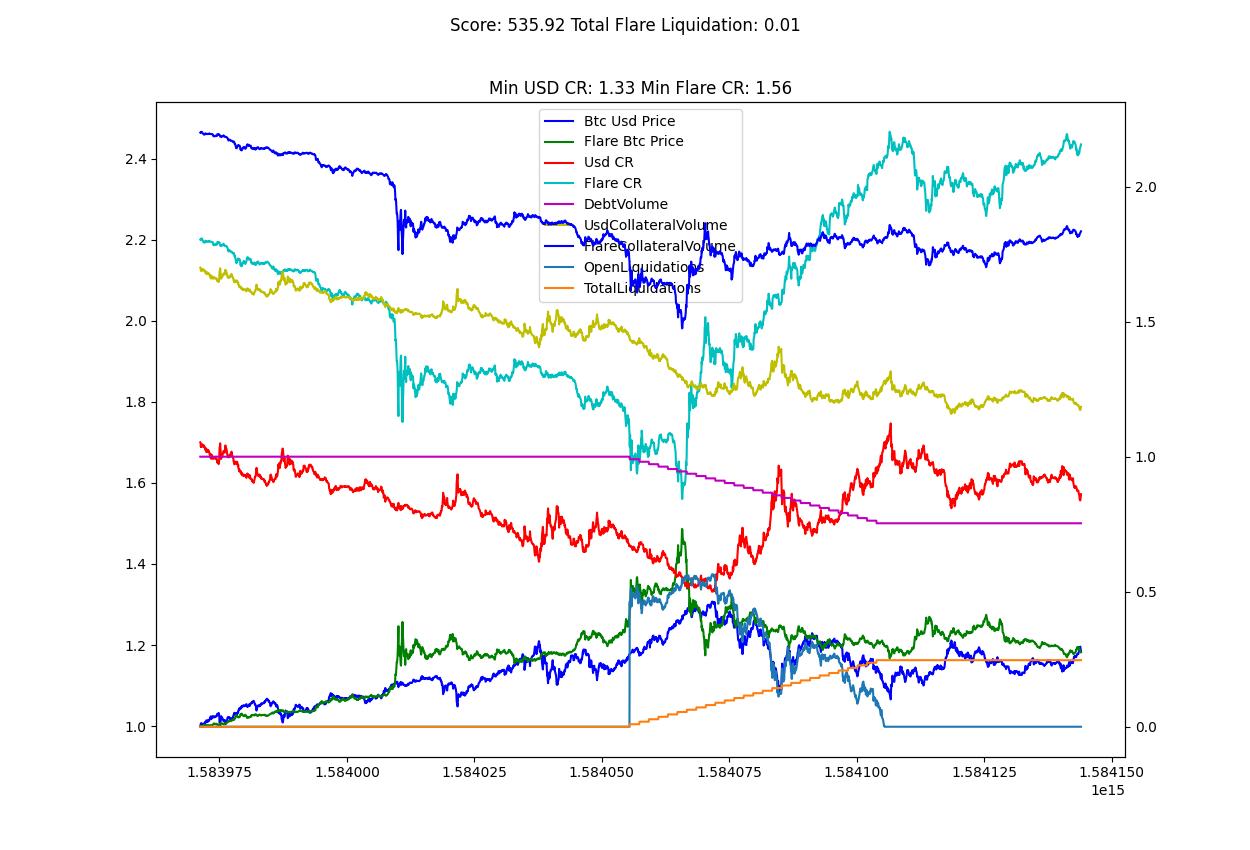 Score: 535.92 Total Flare Liquidation: 0.01
Min USD CR: 1.33 Min Flare CR: 1.56
Btc Usd Price
Flare Btc Price
Usd CR
Flare CR
DebtVolume
UsdCollateralVolume
FlareCollateralVolume
OpenLiquidations
TotalLiquidations
2.4
2.2
2.0
1.8
1.6
1.4
1.2
1.0
2.0
1.5
1.0
0.5
0.0
1.583975 1.584000 1.584025 1.584050 1.584075 1.584100 1.584125 1.584150
1e15